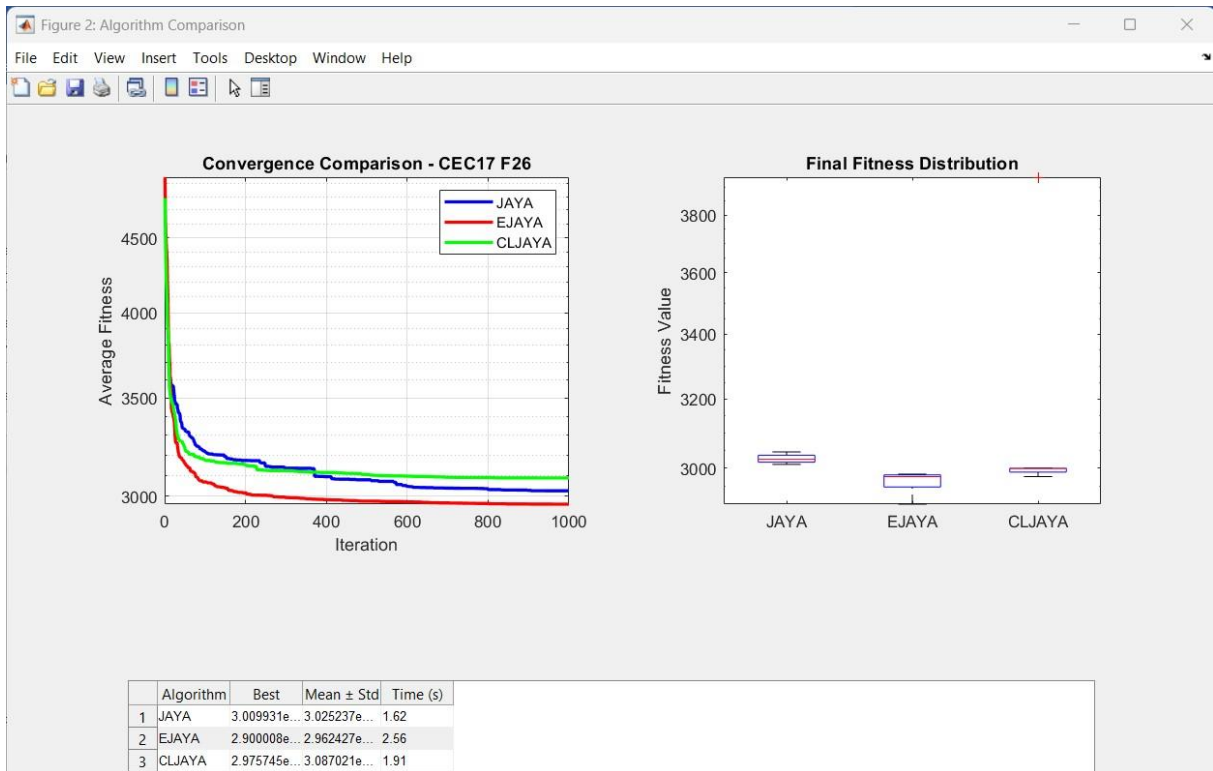 Figure 2: Algorithm Comparison
File Edit View Insert Tools Desktop Window Help
Convergence Comparison - CEC17 F26
JAYA
EJAYA
CLJAYA
4500
4000
3500
3000
Average Fitness
0 200 400 600 800 1000
Iteration
Final Fitness Distribution
3800
3600
3400
3200
3000
Fitness Value
JAYA EJAYA CLJAYA
Algorithm Best Mean ± Std Time (s)
1 JAYA 3.009931e... 3.025237e... 1.62
2 EJAYA 2.900008e... 2.962427e... 2.56
3 CLJAYA 2.975745e... 3.087021e... 1.91